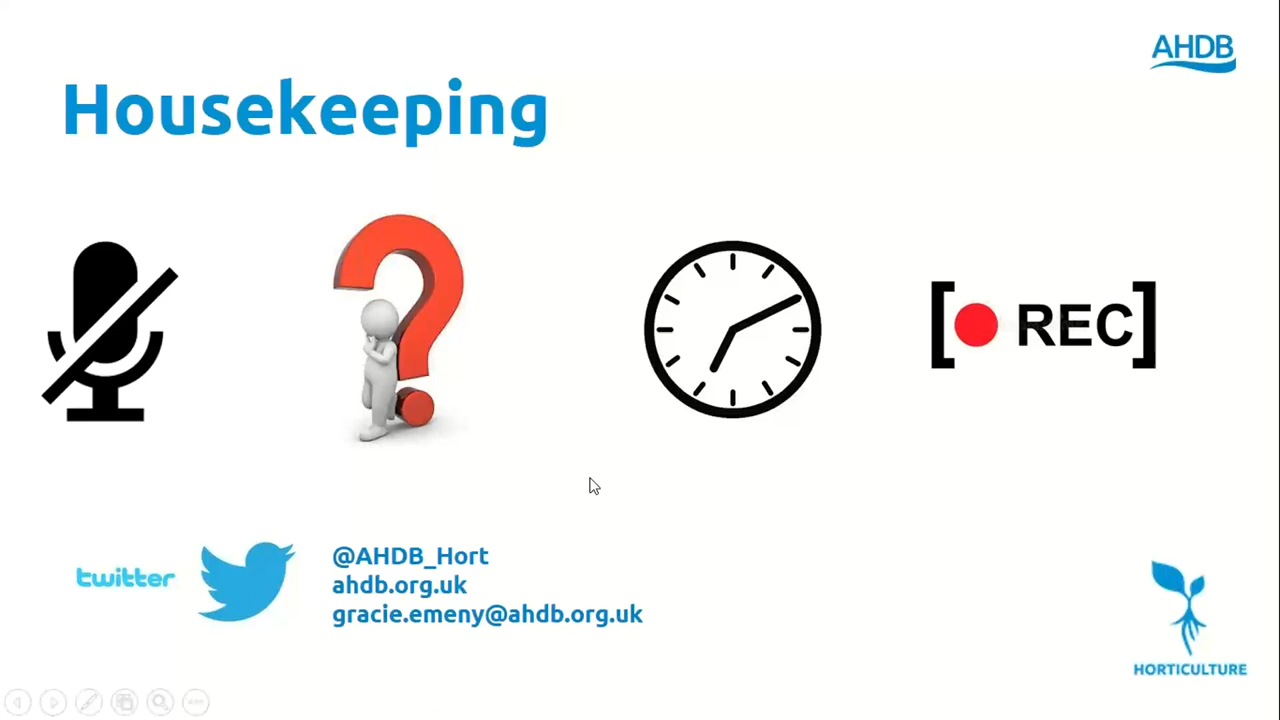 AHDB
Housekeeping
[● REC]
twitter
@AHDB_Hort
ahdb.org.uk
gracie.emeny@ahdb.org.uk
HORTICULTURE